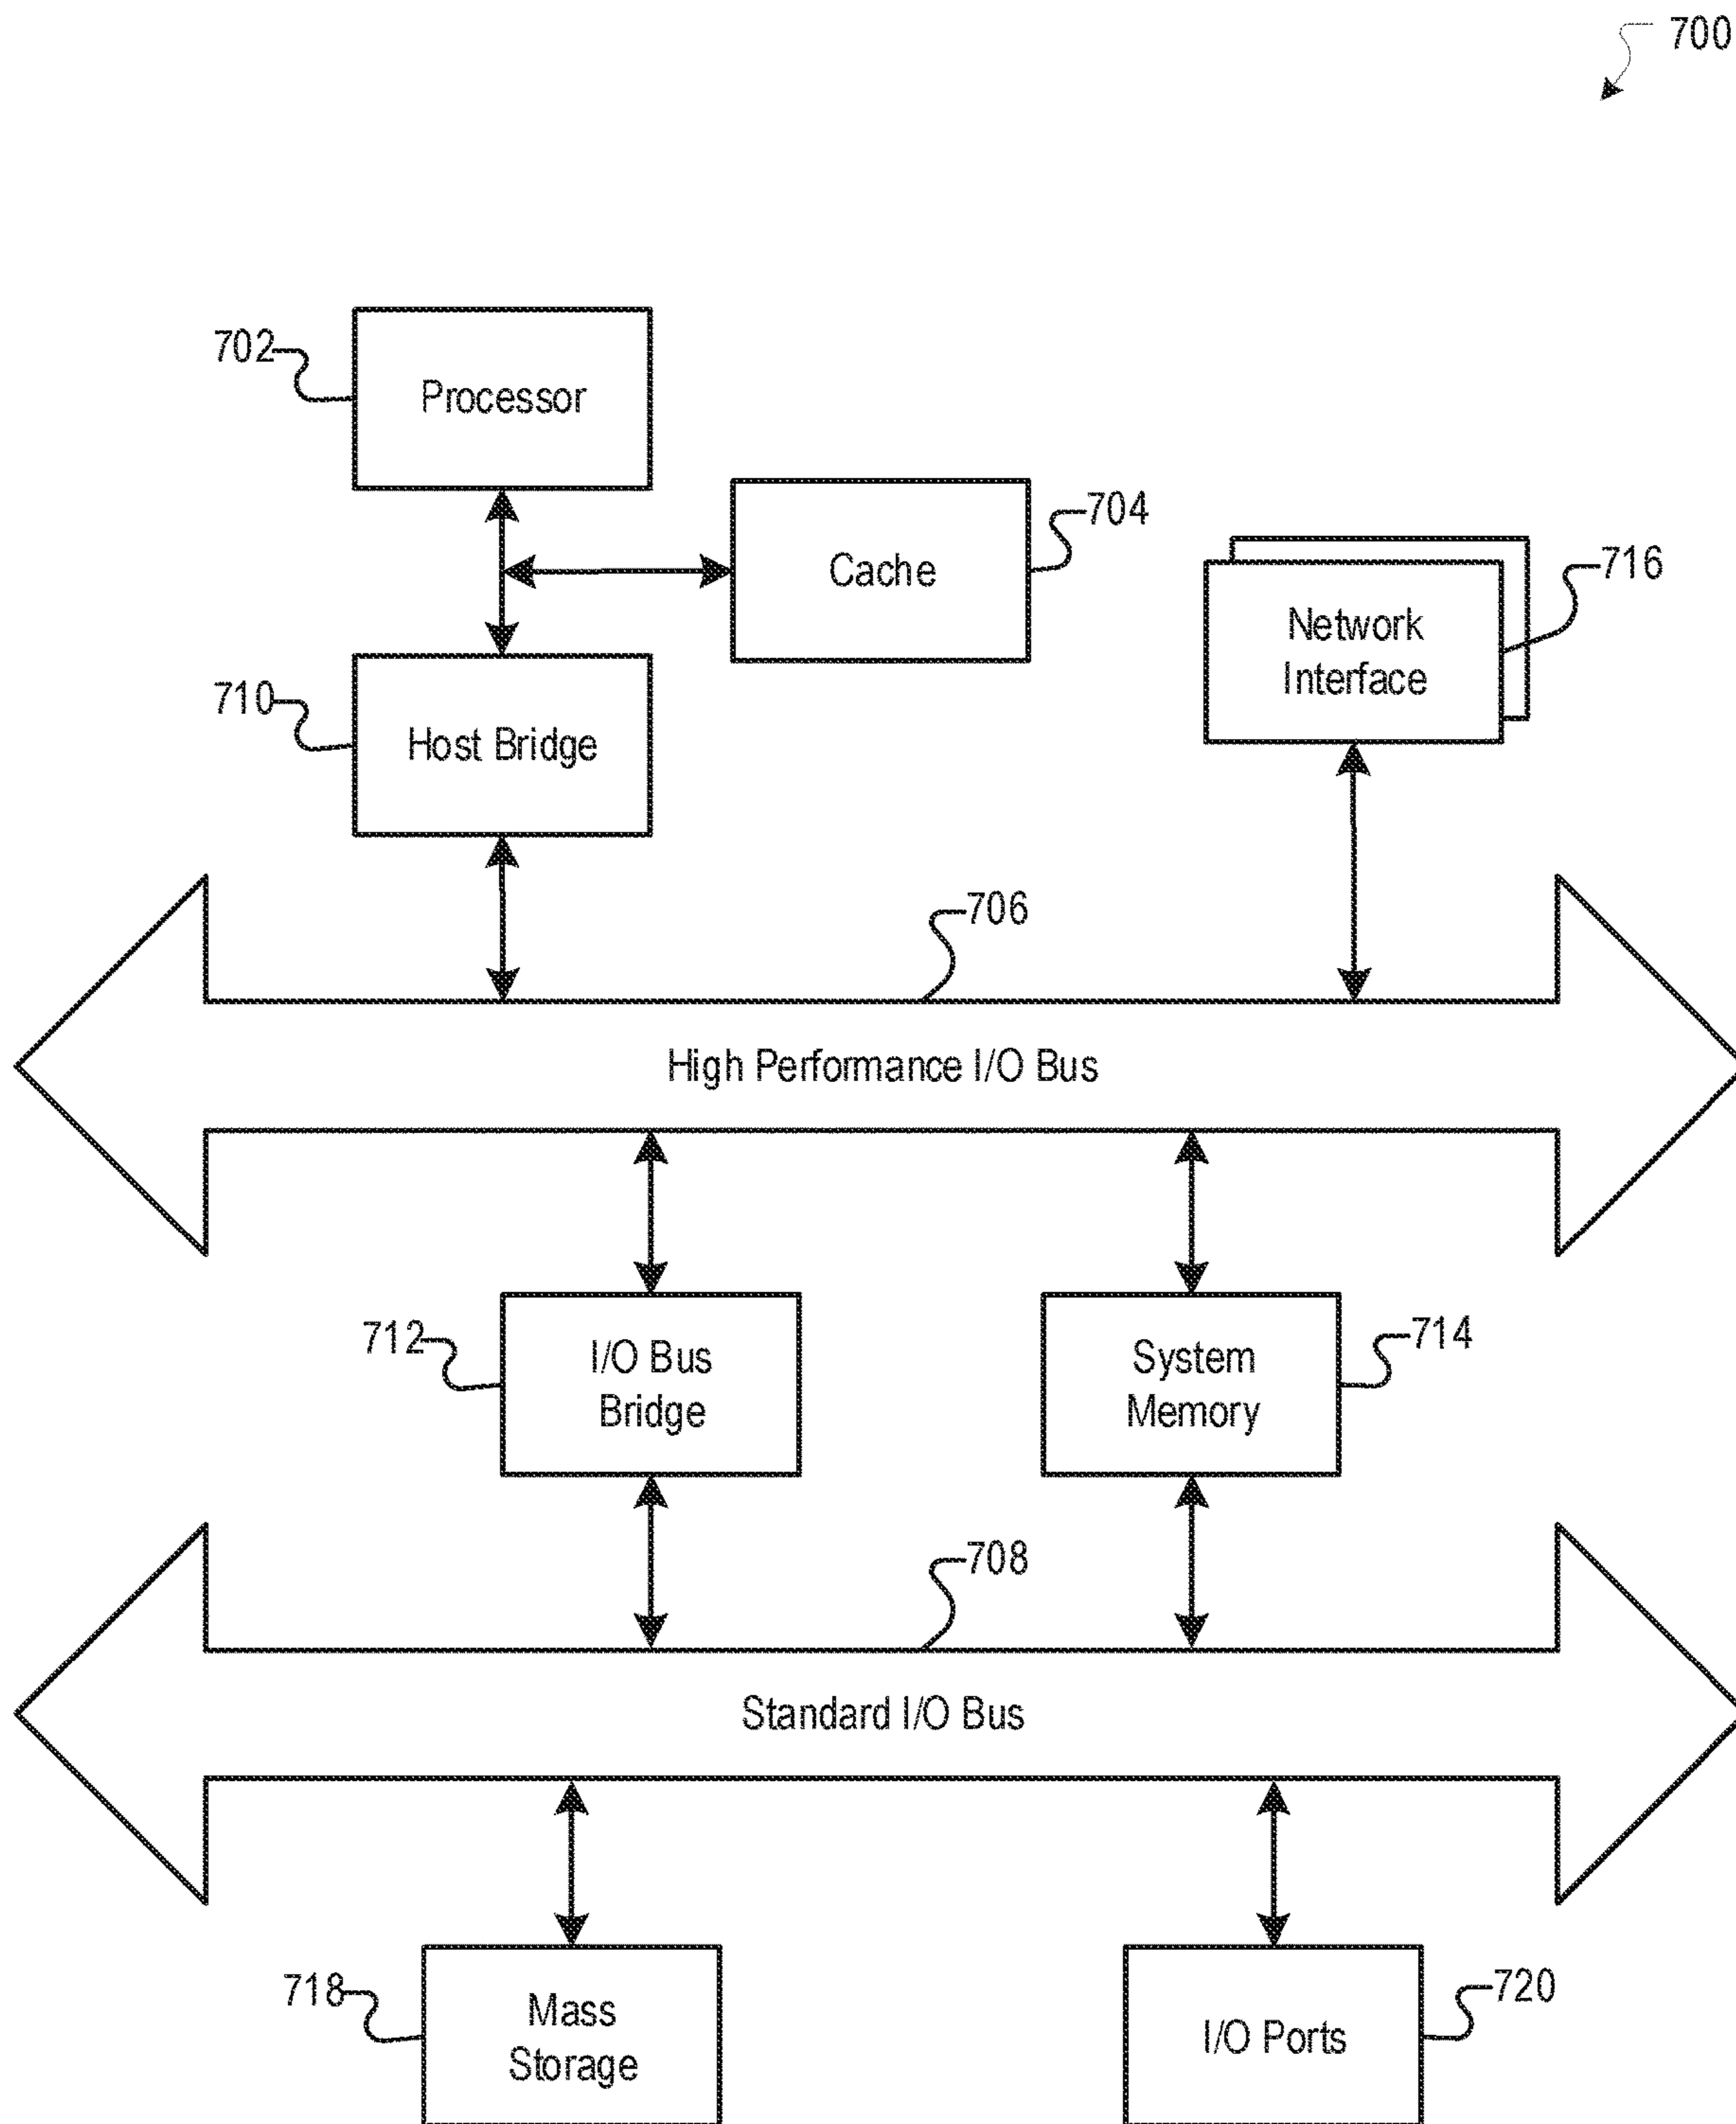 700
702
Processor
704
Cache
716
Network
Interface
710
Host Bridge
706
High Performance I/O Bus
712
I/O Bus
Bridge
714
System
Memory
708
Standard I/O Bus
718
Mass
Storage
720
I/O Ports